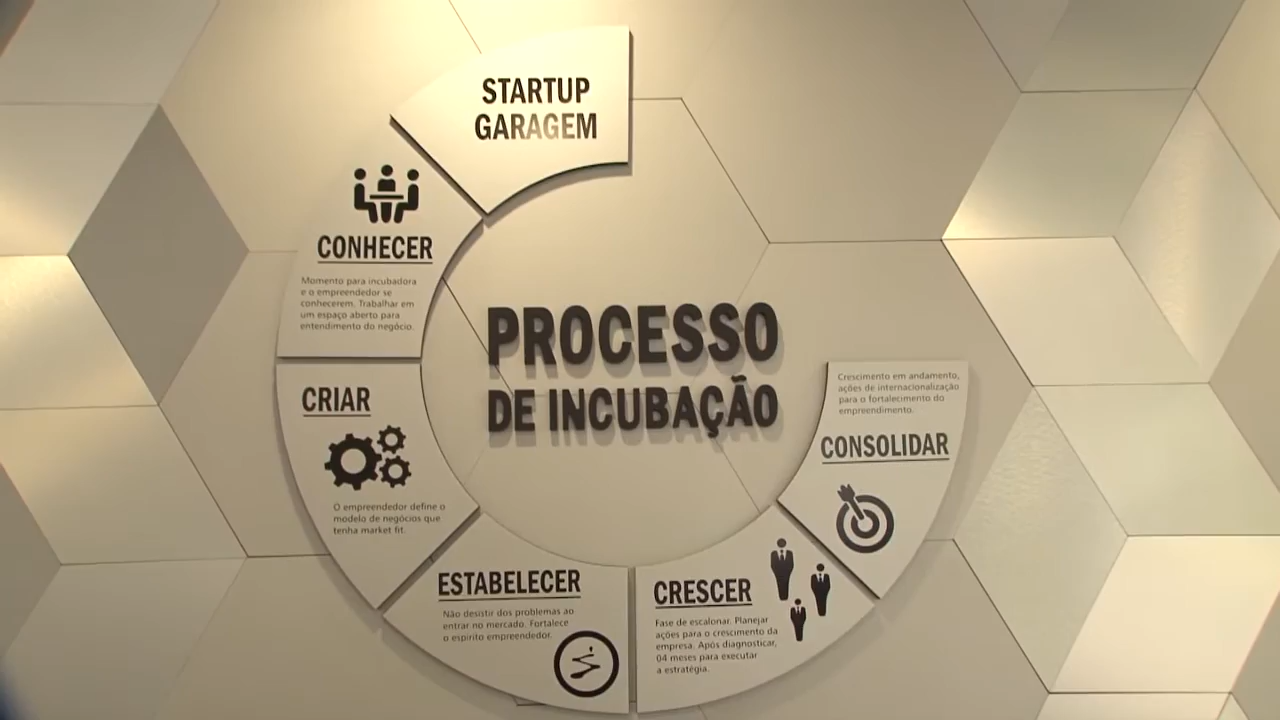 STARTUP
GARAGEM
CONHECER
Momento para incubadora
e o empreendedor se
conhecerem. Trabalhar em
um espaço aberto para
entendimento do negócio.
CRIAR
O empreendedor define o
modelo de negócios que
tenha market fit.
ESTABELECER
Não desistir dos problemas ao
entrar no mercado. Fortalece
o espírito empreendedor.
CRESCER
Fase de escalonar. Planejar
ações para o crescimento da
empresa. Após diagnosticar,
04 meses para executar
a estratégia.
Crescimento em andamento,
ações de internacionalização
para o fortalecimento do
empreendimento.
CONSOLIDAR
PROCESSO
DE INCUBAÇÃO